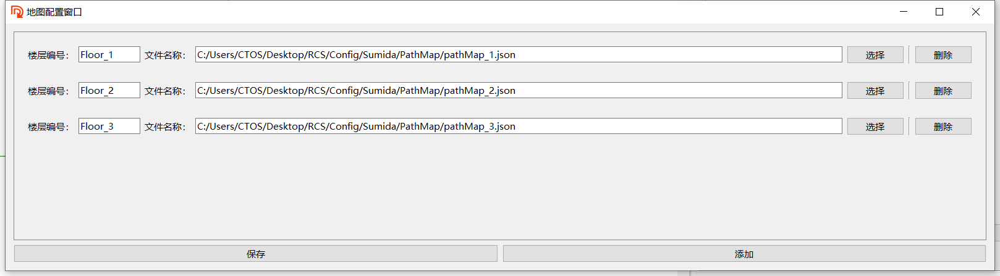 地图配置窗口
楼层编号： Floor_1 文件名称： C:/Users/CTOS/Desktop/RCS/Config/Sumida/PathMap/pathMap_1.json 选择 删除
楼层编号： Floor_2 文件名称： C:/Users/CTOS/Desktop/RCS/Config/Sumida/PathMap/pathMap_2.json 选择 删除
楼层编号： Floor_3 文件名称： C:/Users/CTOS/Desktop/RCS/Config/Sumida/PathMap/pathMap_3.json 选择 删除
保存 添加